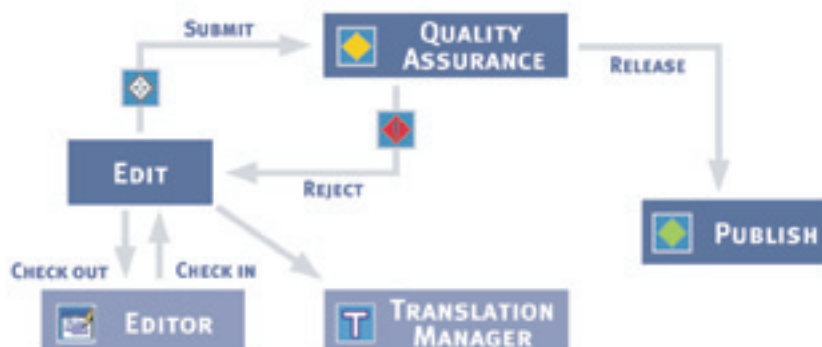 SUBMIT
QUALITY
ASSURANCE
RELEASE
EDIT
REJECT
PUBLISH
CHECK OUT
CHECK IN
EDITOR
T
TRANSLATION
MANAGER